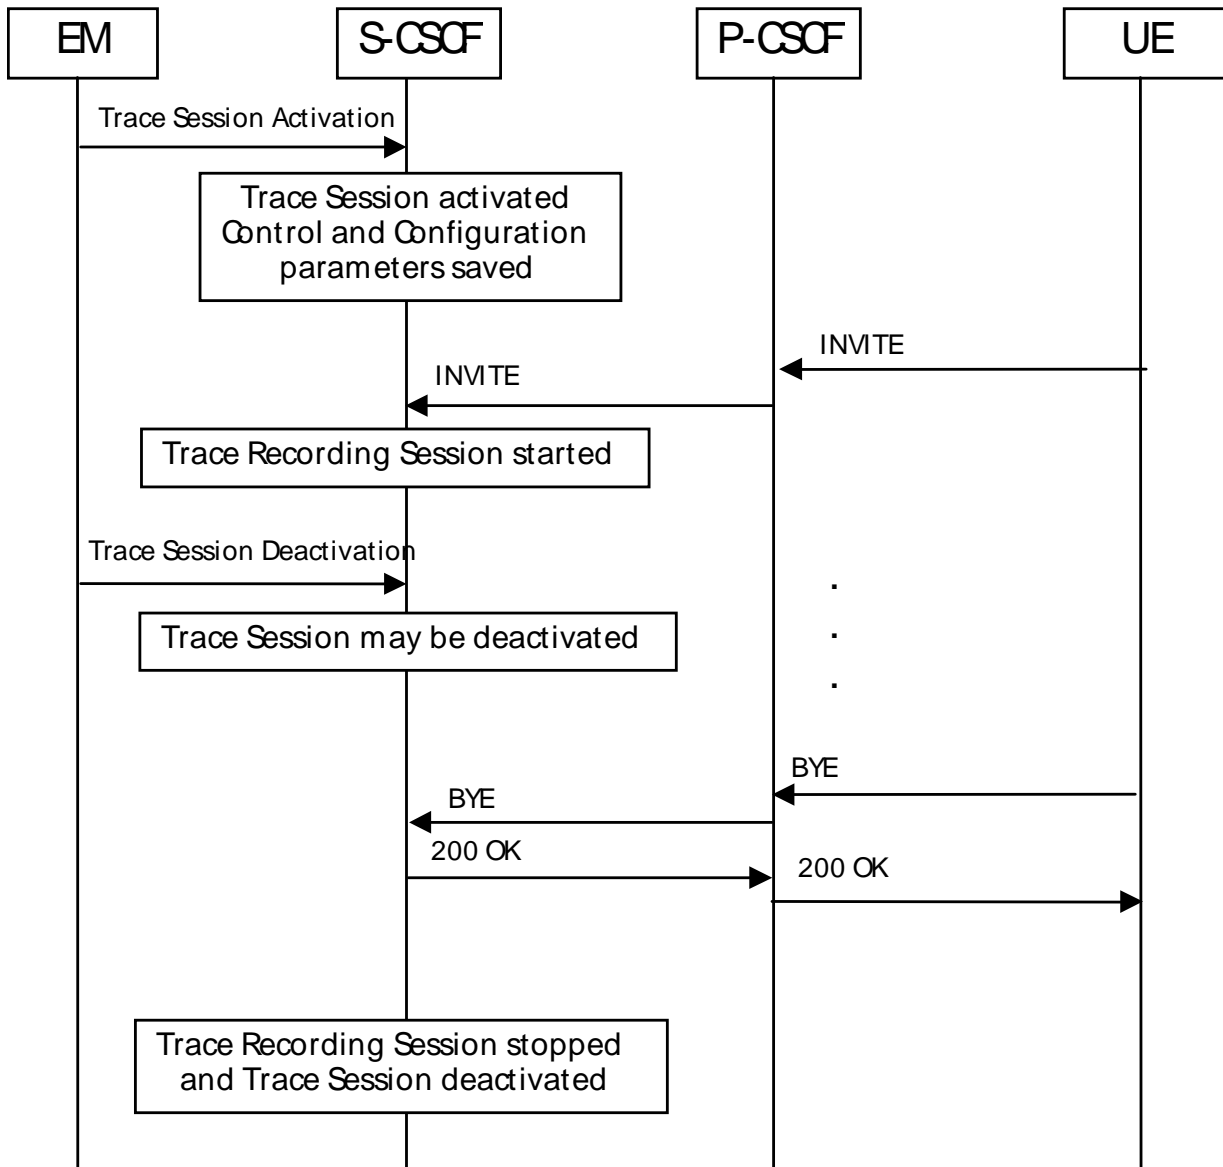 EM
S-CSCF
P-CSCF
UE
Trace Session Activation
Trace Session activated
Control and Configuration
parameters saved
INVITE
INVITE
Trace Recording Session started
Trace Session Deactivation
Trace Session may be deactivated
.
.
.
BYE
BYE
200 OK
200 OK
Trace Recording Session stopped
and Trace Session deactivated